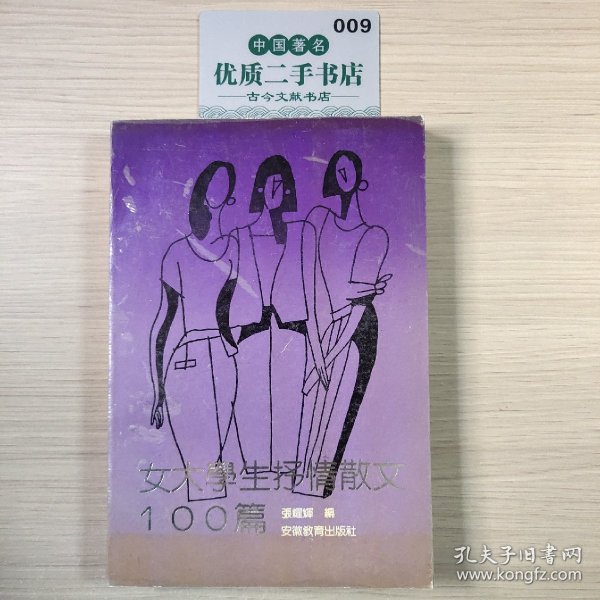 009
中国著名
优质二手书店
古今文献书店
女大學生抒情散文
100篇
張耀輝 編
安徽教育出版社
孔夫子旧书网
www.kongfz.com